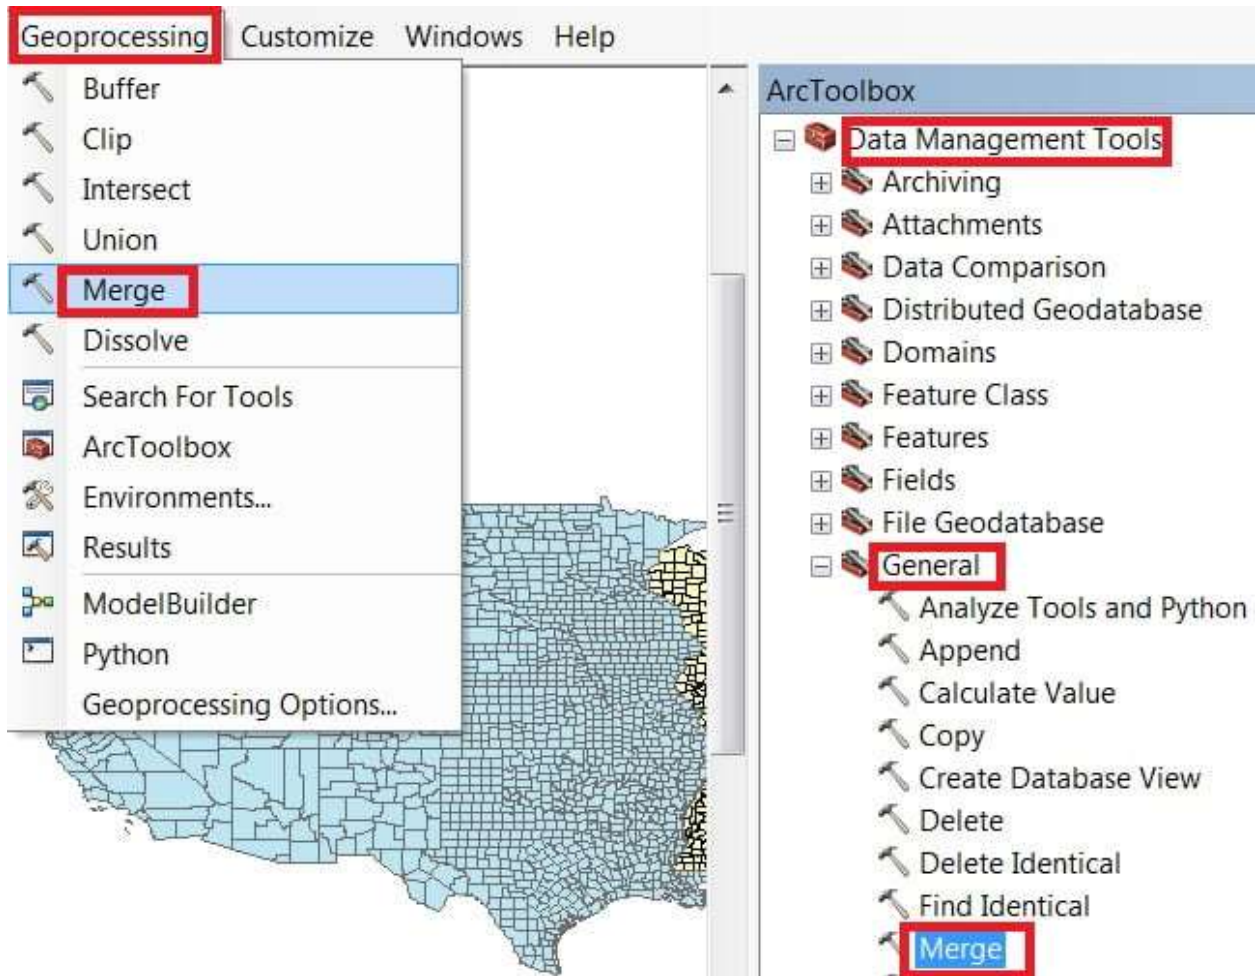 Geoprocessing Customize Windows Help
Buffer
Clip
Intersect
Union
Merge
Dissolve
Search For Tools
ArcToolbox
Environments...
Results
ModelBuilder
Python
Geoprocessing Options...
ArcToolbox
Data Management Tools
Archiving
Attachments
Data Comparison
Distributed Geodatabase
Domains
Feature Class
Features
Fields
File Geodatabase
General
Analyze Tools and Python
Append
Calculate Value
Copy
Create Database View
Delete
Delete Identical
Find Identical
Merge